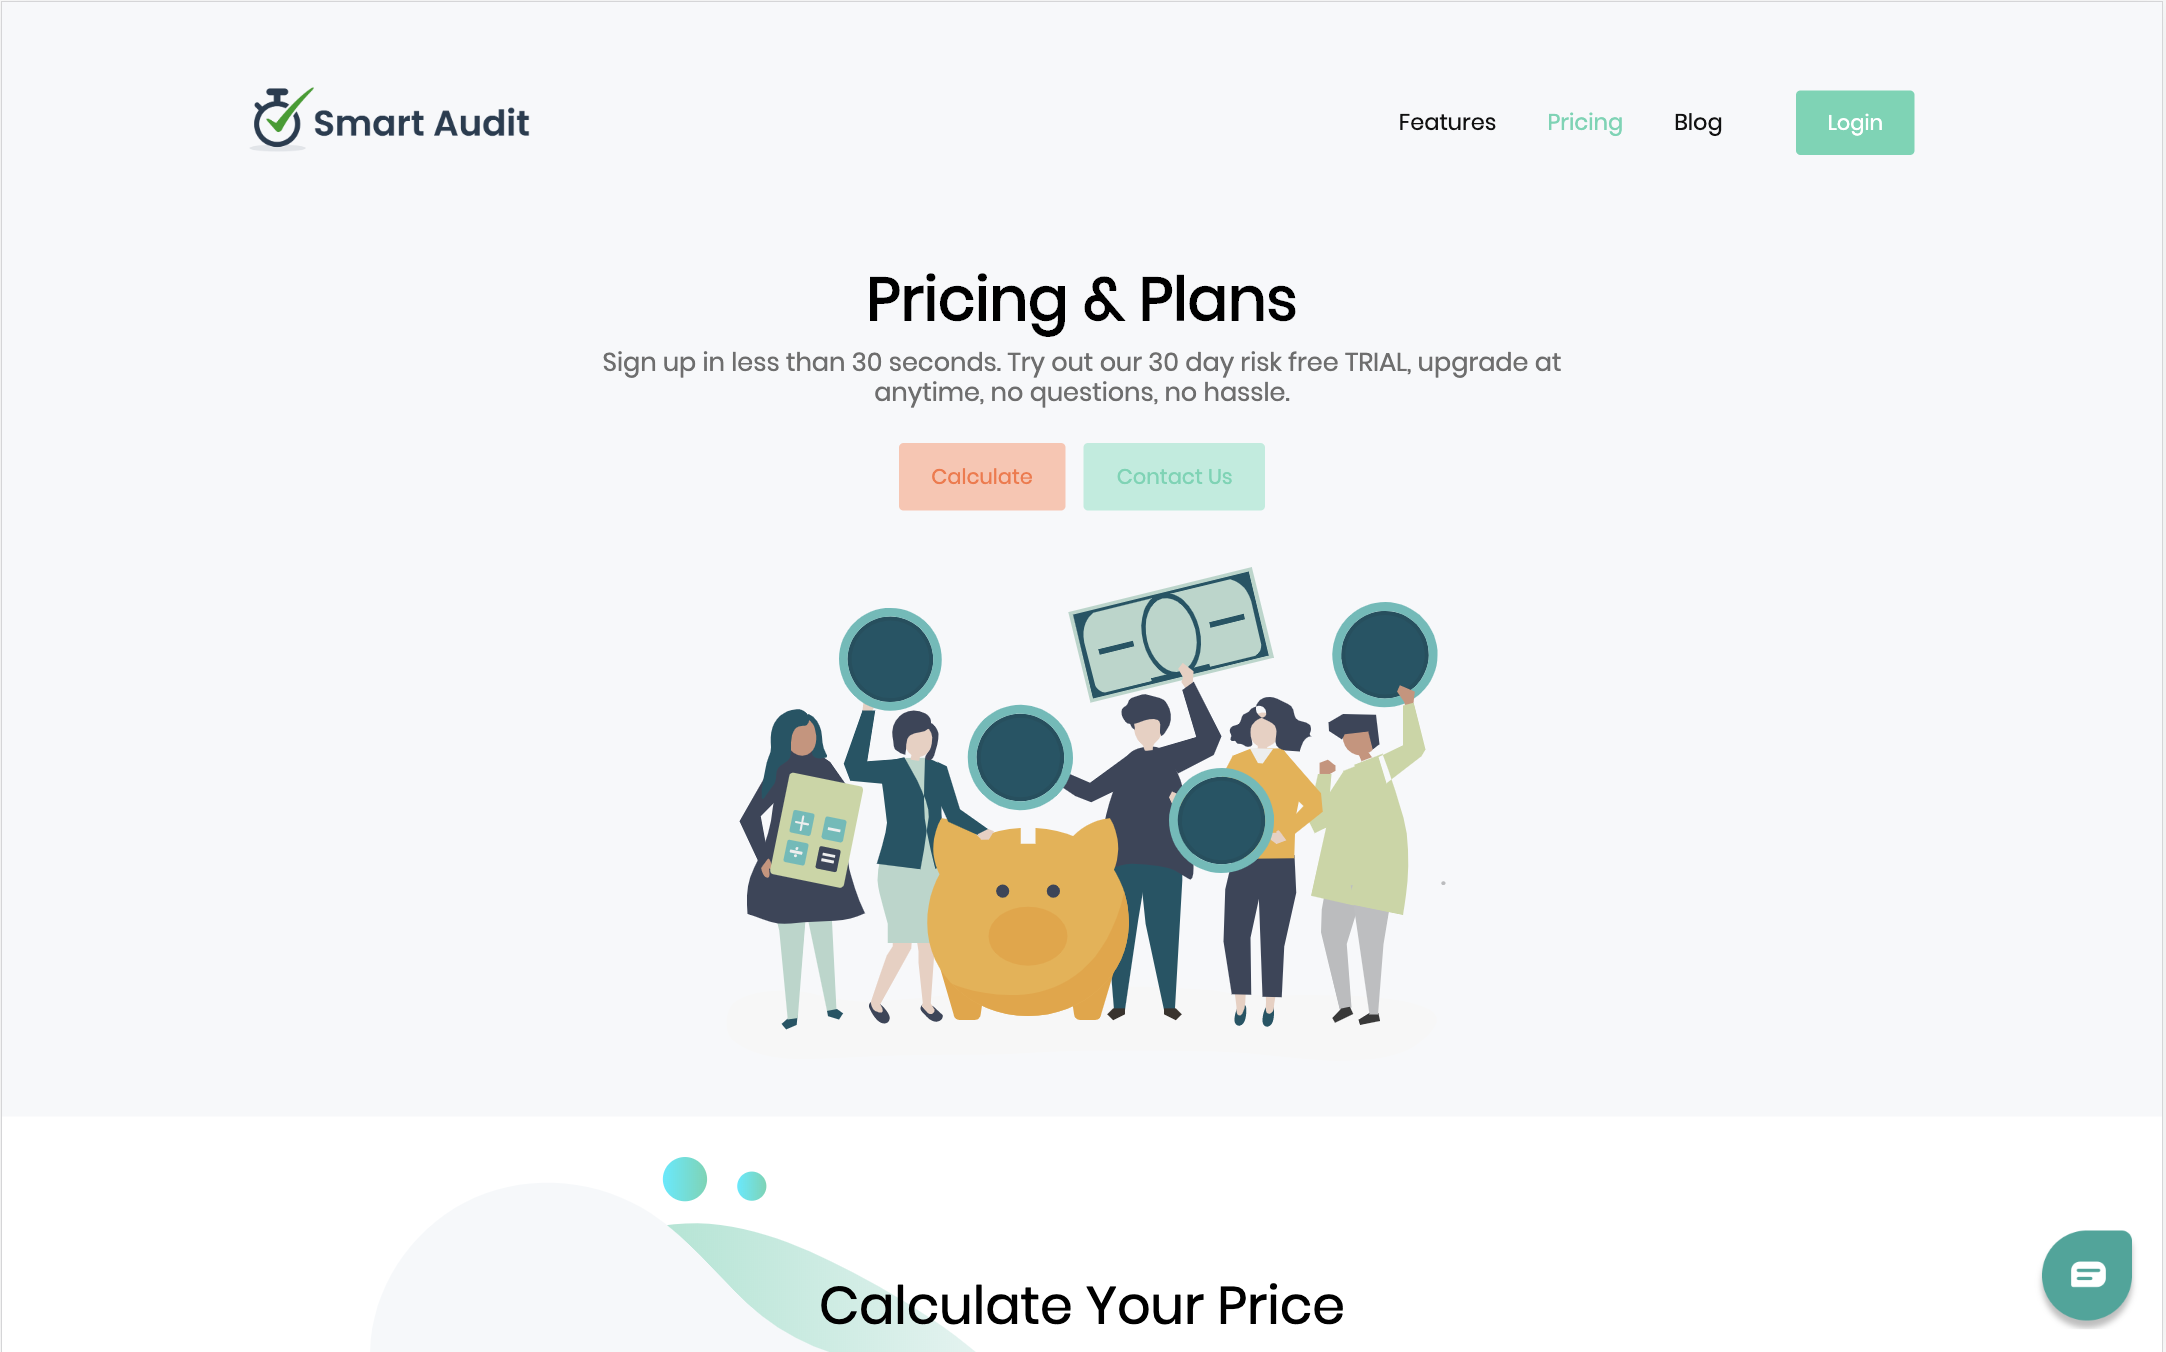 Smart Audit
Features
Pricing
Blog
Login
Pricing & Plans
Sign up in less than 30 seconds. Try out our 30 day risk free TRIAL, upgrade at
anytime, no questions, no hassle.
Calculate
Contact Us
Calculate Your Price